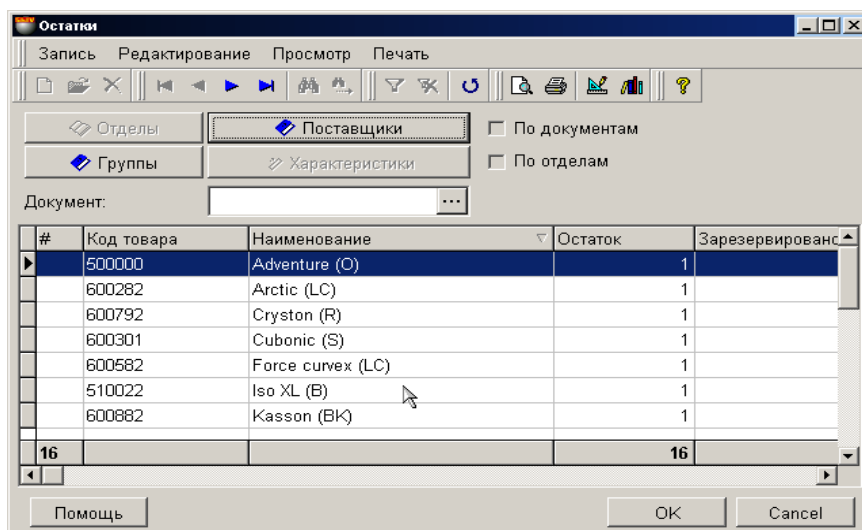 Остатки
Запись Редактирование Просмотр Печать
Отделы Поставщики По документам
Группы Характеристики По отделам
Документ: ...
# Код товара Наименование Остаток Зарезервировано
500000 Adventure (O) 1
600282 Arctic (LC) 1
600792 Cryston (R) 1
600301 Cubonic (S) 1
600582 Force curvex (LC) 1
510022 Iso XL (B) 1
600882 Kasson (BK) 1
16 16
Помощь OK Cancel